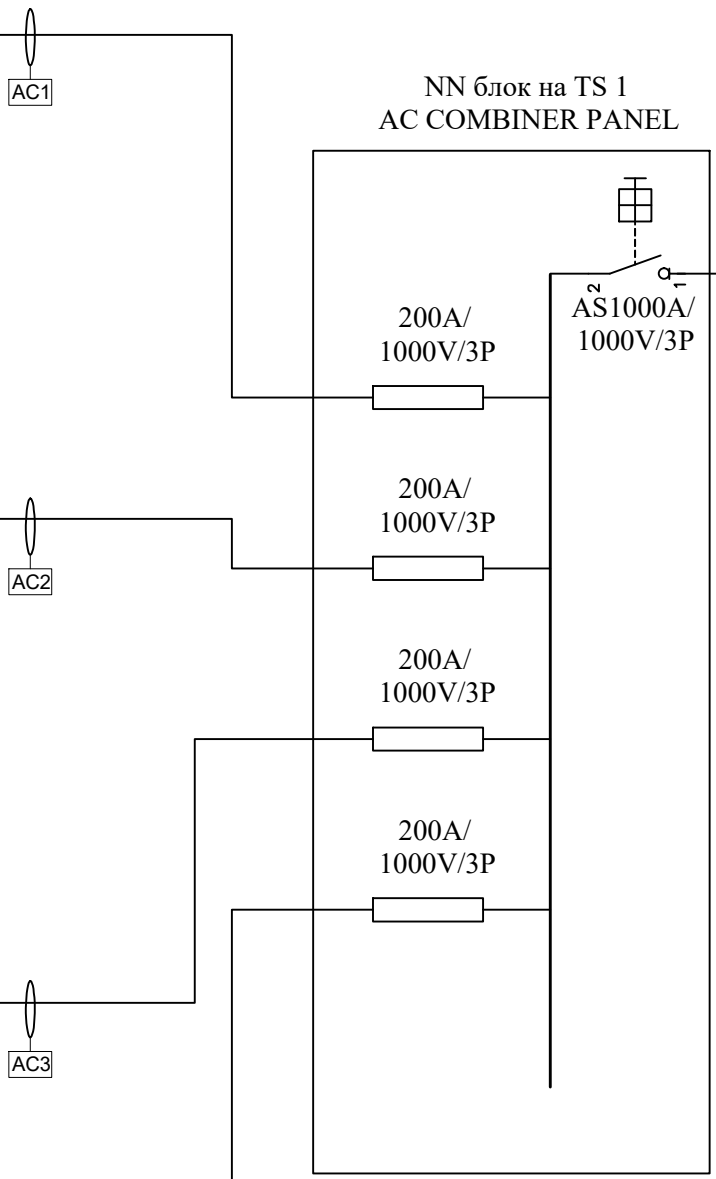 AC1
NN блок на TS 1
AC COMBINER PANEL
2
1
AS1000A/
1000V/3P
200A/
1000V/3P
200A/
1000V/3P
AC2
200A/
1000V/3P
200A/
1000V/3P
AC3